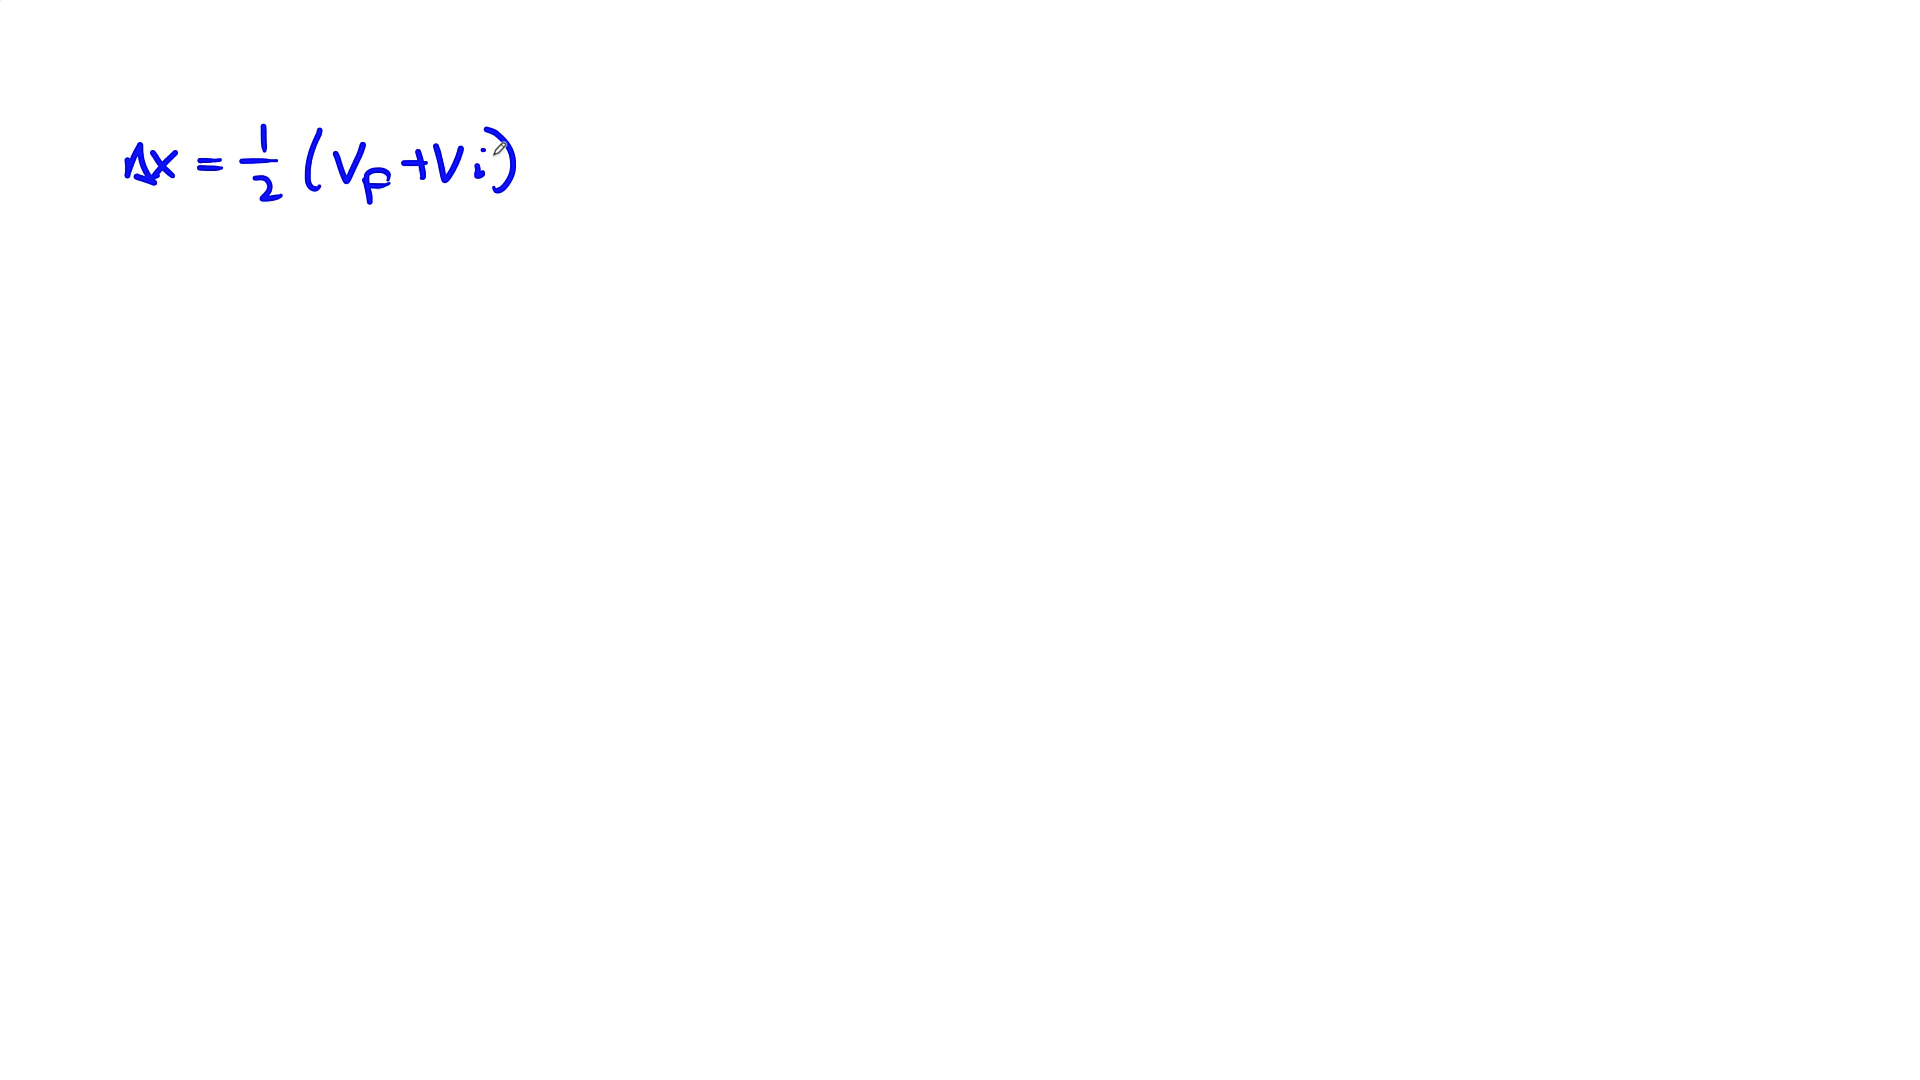 Δx = 1/2 (Vf + Vi)